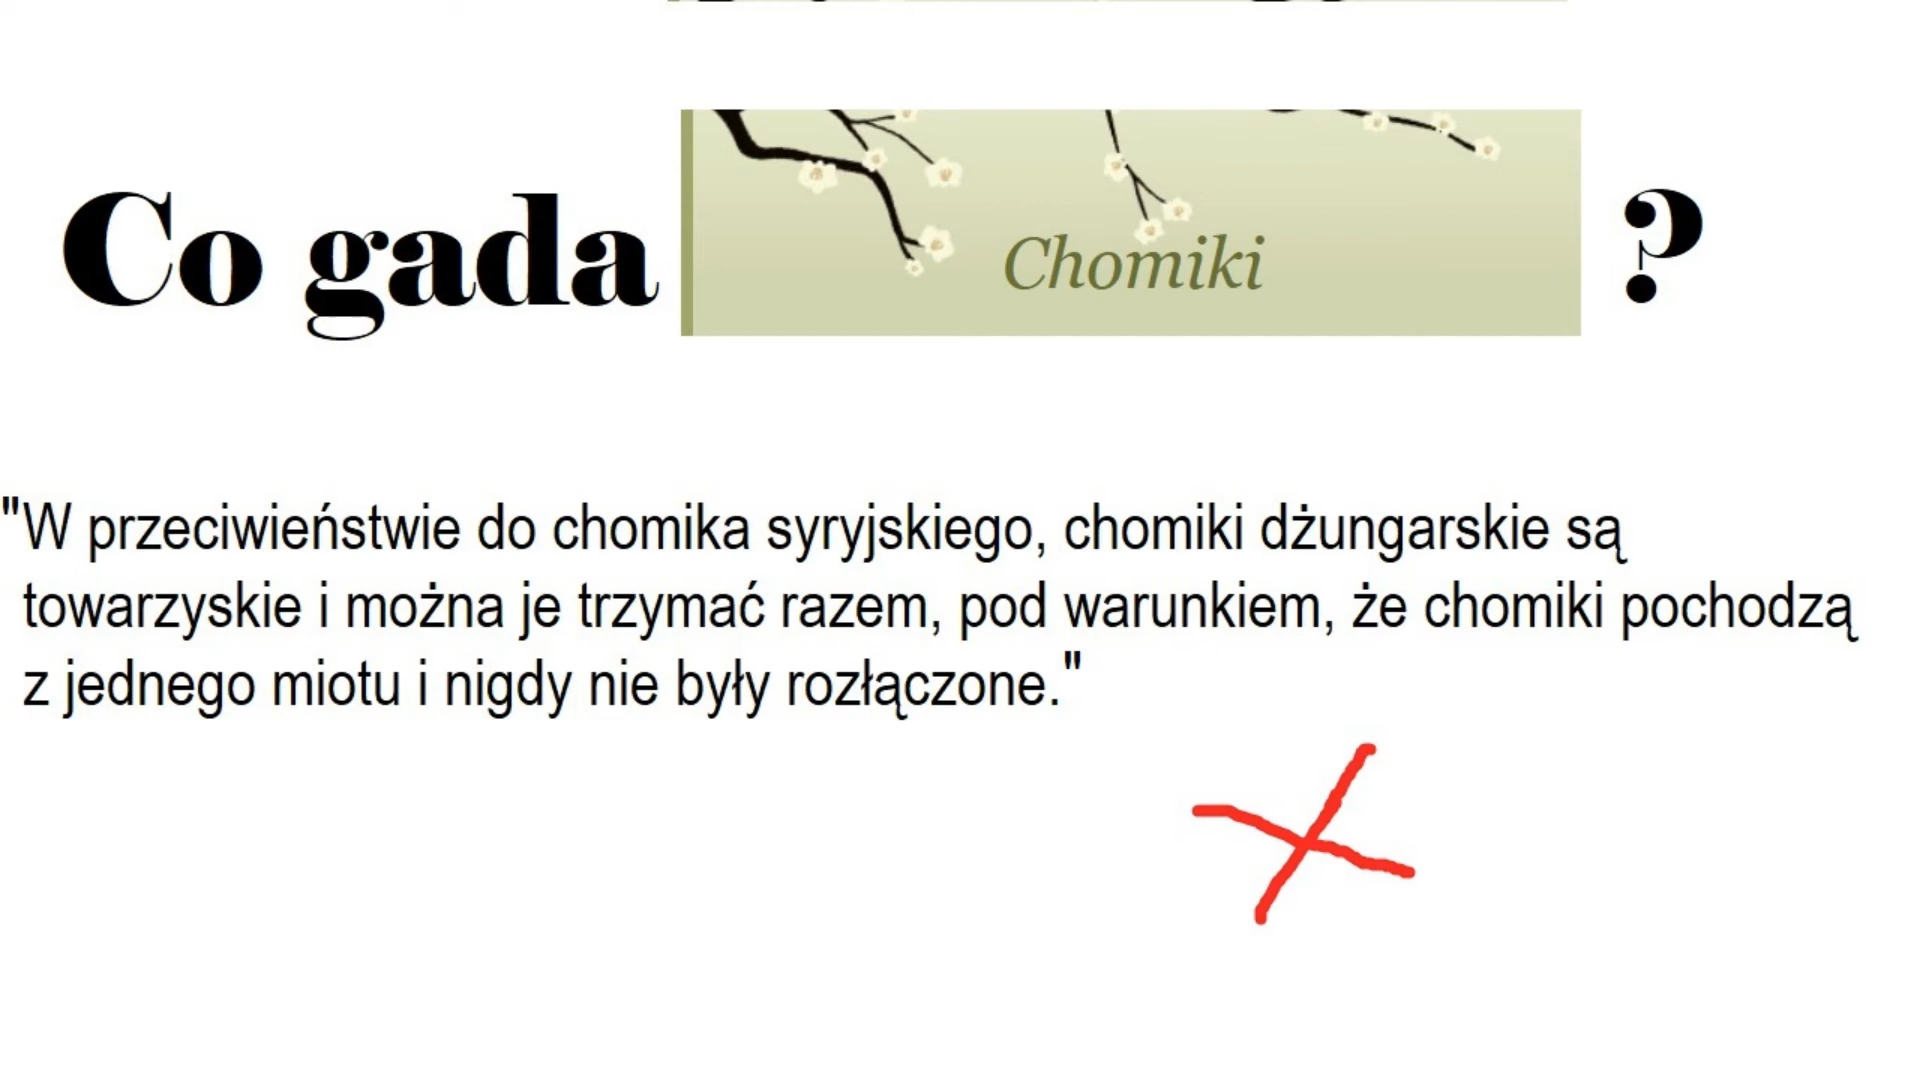 Co gada Chomiki ?
"W przeciwieństwie do chomika syryjskiego, chomiki dżungarskie są
towarzyskie i można je trzymać razem, pod warunkiem, że chomiki pochodzą
z jednego miotu i nigdy nie były rozłączone."